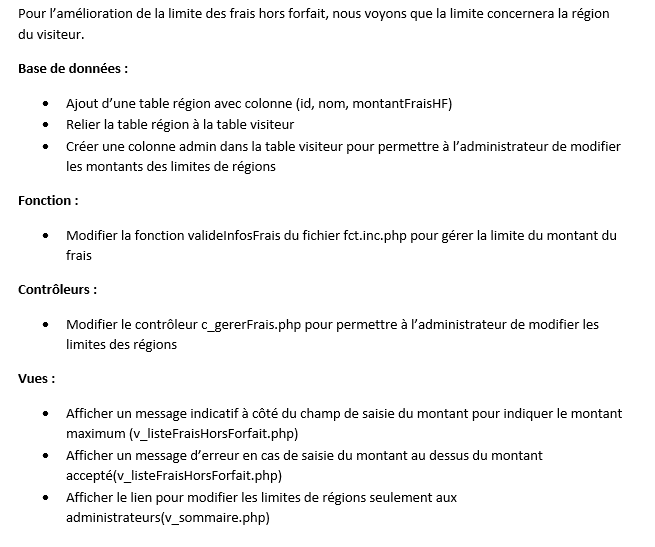 Pour l’amélioration de la limite des frais hors forfait, nous voyons que la limite concernera la région
du visiteur.
Base de données :
• Ajout d’une table région avec colonne (id, nom, montantFraisHF)
• Relier la table région à la table visiteur
• Créer une colonne admin dans la table visiteur pour permettre à l’administrateur de modifier
les montants des limites de régions
Fonction :
• Modifier la fonction valideInfosFrais du fichier fct.inc.php pour gérer la limite du montant du
frais
Contrôleurs :
• Modifier le contrôleur c_gererFrais.php pour permettre à l’administrateur de modifier les
limites des régions
Vues :
• Afficher un message indicatif à côté du champ de saisie du montant pour indiquer le montant
maximum (v_listeFraisHorsForfait.php)
• Afficher un message d’erreur en cas de saisie du montant au dessus du montant
accepté(v_listeFraisHorsForfait.php)
• Afficher le lien pour modifier les limites de régions seulement aux
administrateurs(v_sommaire.php)